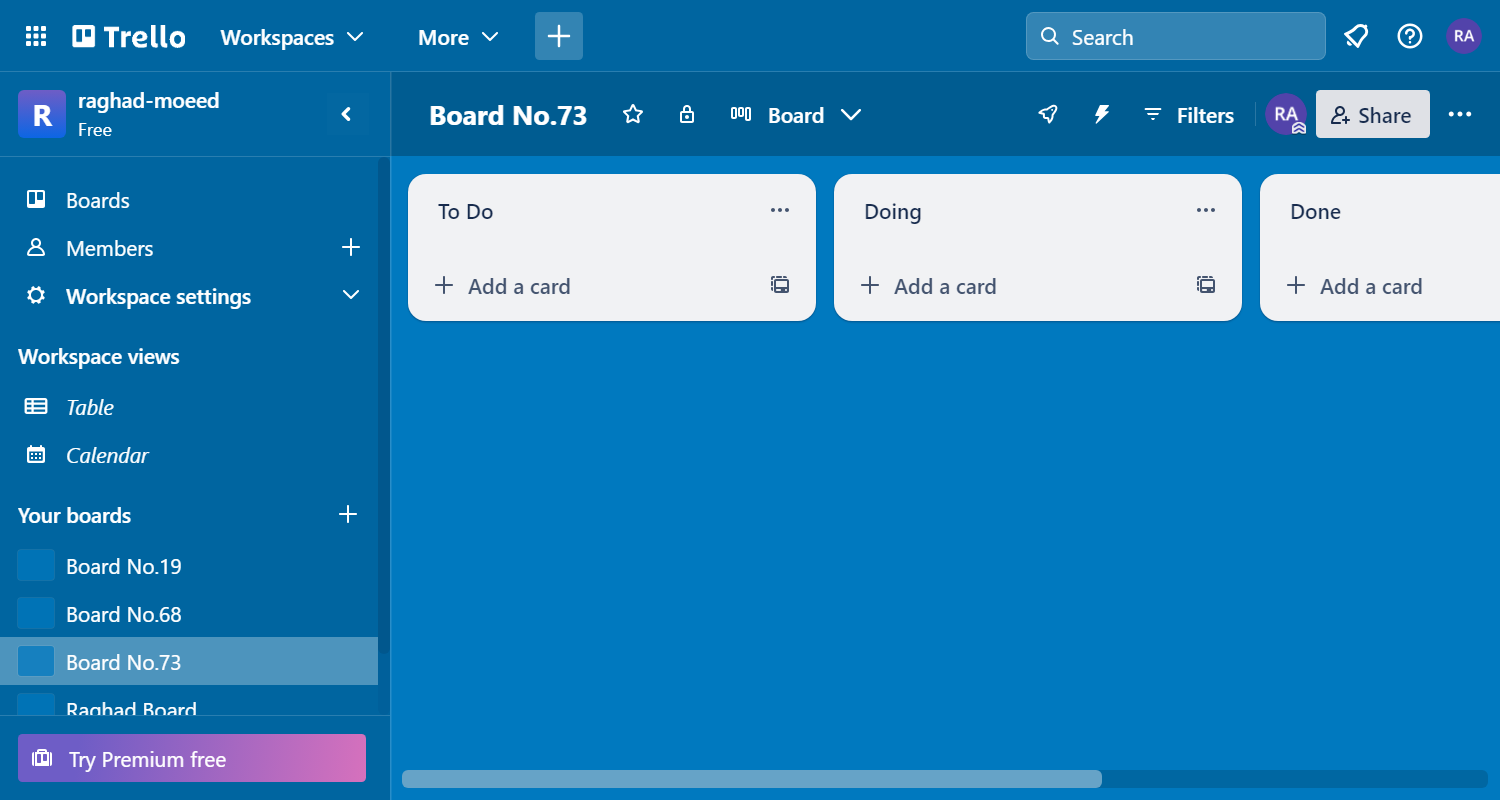 Trello
Workspaces
More
Search
RA
R
raghad-moeed
Free
Board No.73
Board
Filters
RA
Share
Boards
Members
Workspace settings
Workspace views
Table
Calendar
Your boards
Board No.19
Board No.68
Board No.73
Raghad Board
Try Premium free
To Do
Add a card
Doing
Add a card
Done
Add a card